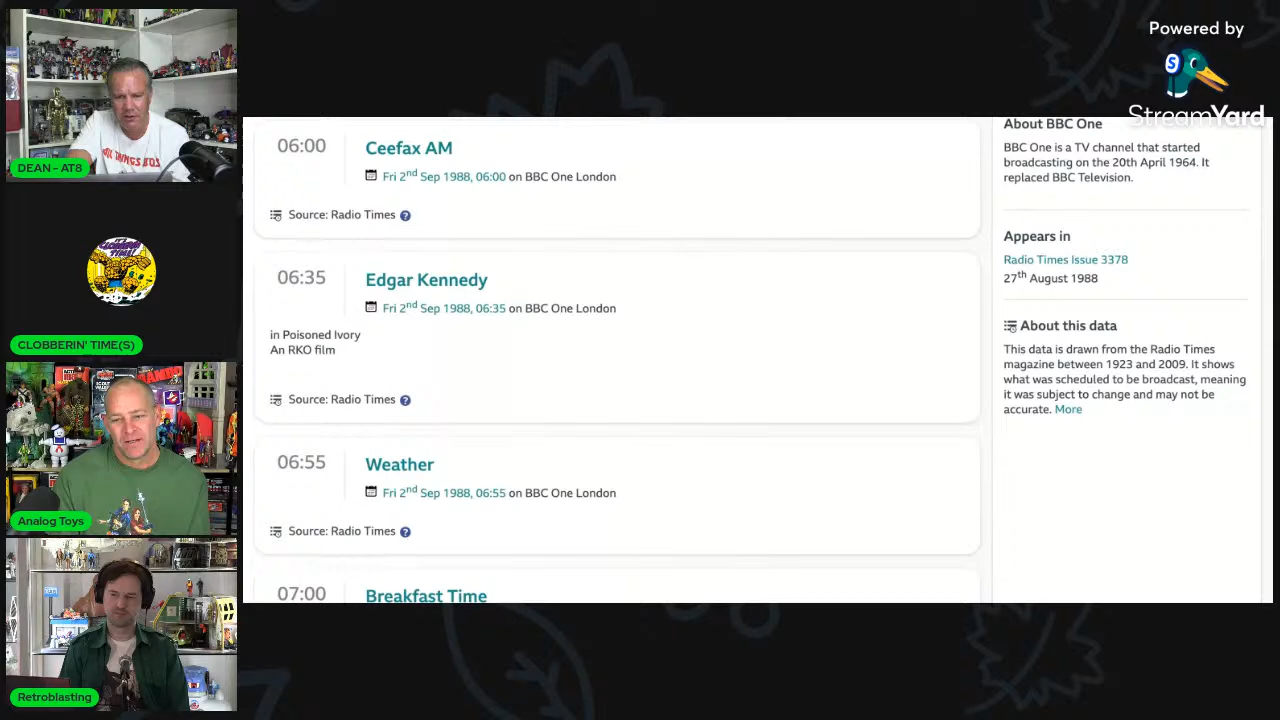 Powered by
StreamYard
DEAN - AT8
CLOBBERIN' TIME(S)
Analog Toys
Retroblasting
06:00
Ceefax AM
Fri 2nd Sep 1988, 06:00 on BBC One London
Source: Radio Times ?
06:35
Edgar Kennedy
Fri 2nd Sep 1988, 06:35 on BBC One London
in Poisoned Ivory
An RKO film
Source: Radio Times ?
06:55
Weather
Fri 2nd Sep 1988, 06:55 on BBC One London
Source: Radio Times ?
07:00
Breakfast Time
About BBC One
BBC One is a TV channel that started
broadcasting on the 20th April 1964. It
replaced BBC Television.
Appears in
Radio Times Issue 3378
27th August 1988
About this data
This data is drawn from the Radio Times
magazine between 1923 and 2009. It shows
what was scheduled to be broadcast, meaning
it was subject to change and may not be
accurate. More